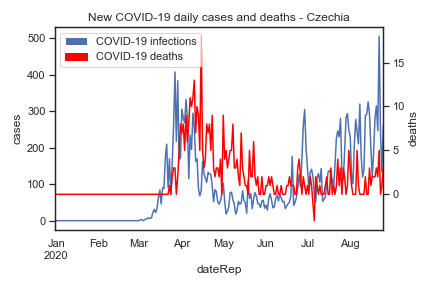 New COVID-19 daily cases and deaths - Czechia
COVID-19 infections
COVID-19 deaths
500
400
300
200
100
0
cases
15
10
5
0
deaths
Jan Feb Mar Apr May Jun Jul Aug
2020
dateRep